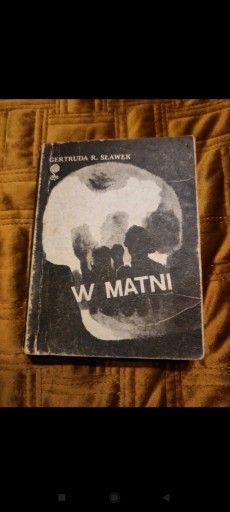 GERTRUDA R. SŁAWEK
W MATNI